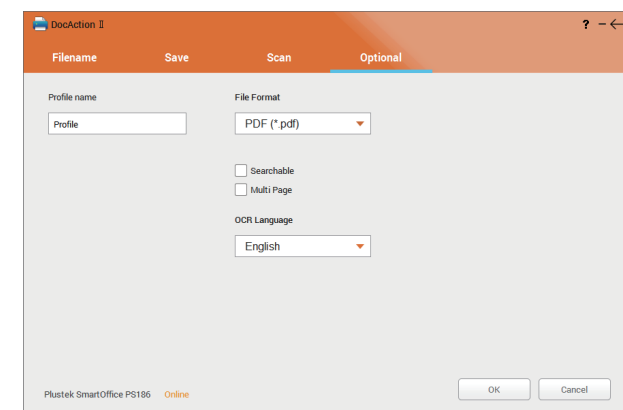 DocAction II ?
Filename Save Scan Optional
Profile name File Format
Profile PDF (*.pdf)
Searchable
Multi Page
OCR Language
English
Plustek SmartOffice PS186 Online OK Cancel